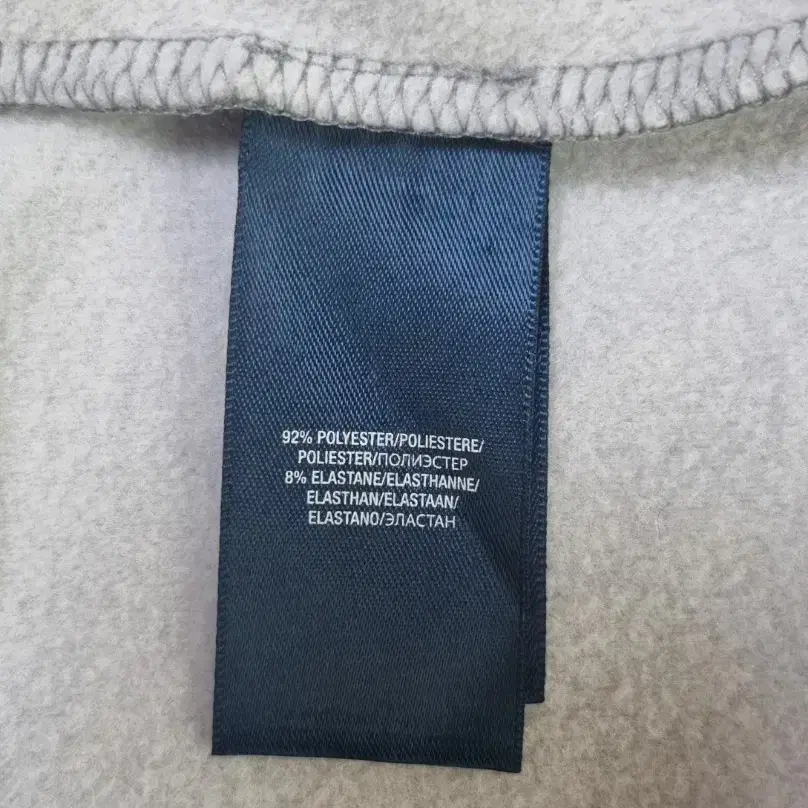 92% POLYESTER/POLIESTERE/
POLIESTER/ПОЛИЭСТЕР
8% ELASTANE/ELASTHANNE/
ELASTHAN/ELASTAAN/
ELASTANO/ЭЛАСТАН